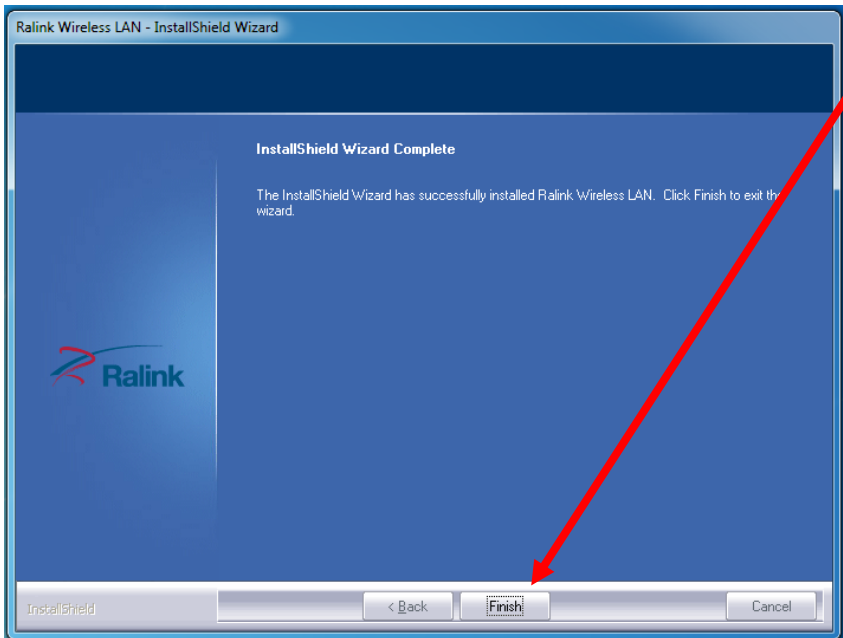 Ralink Wireless LAN - InstallShield Wizard
InstallShield Wizard Complete
The InstallShield Wizard has successfully installed Ralink Wireless LAN. Click Finish to exit the
wizard.
Ralink
InstallShield
< Back
Finish
Cancel